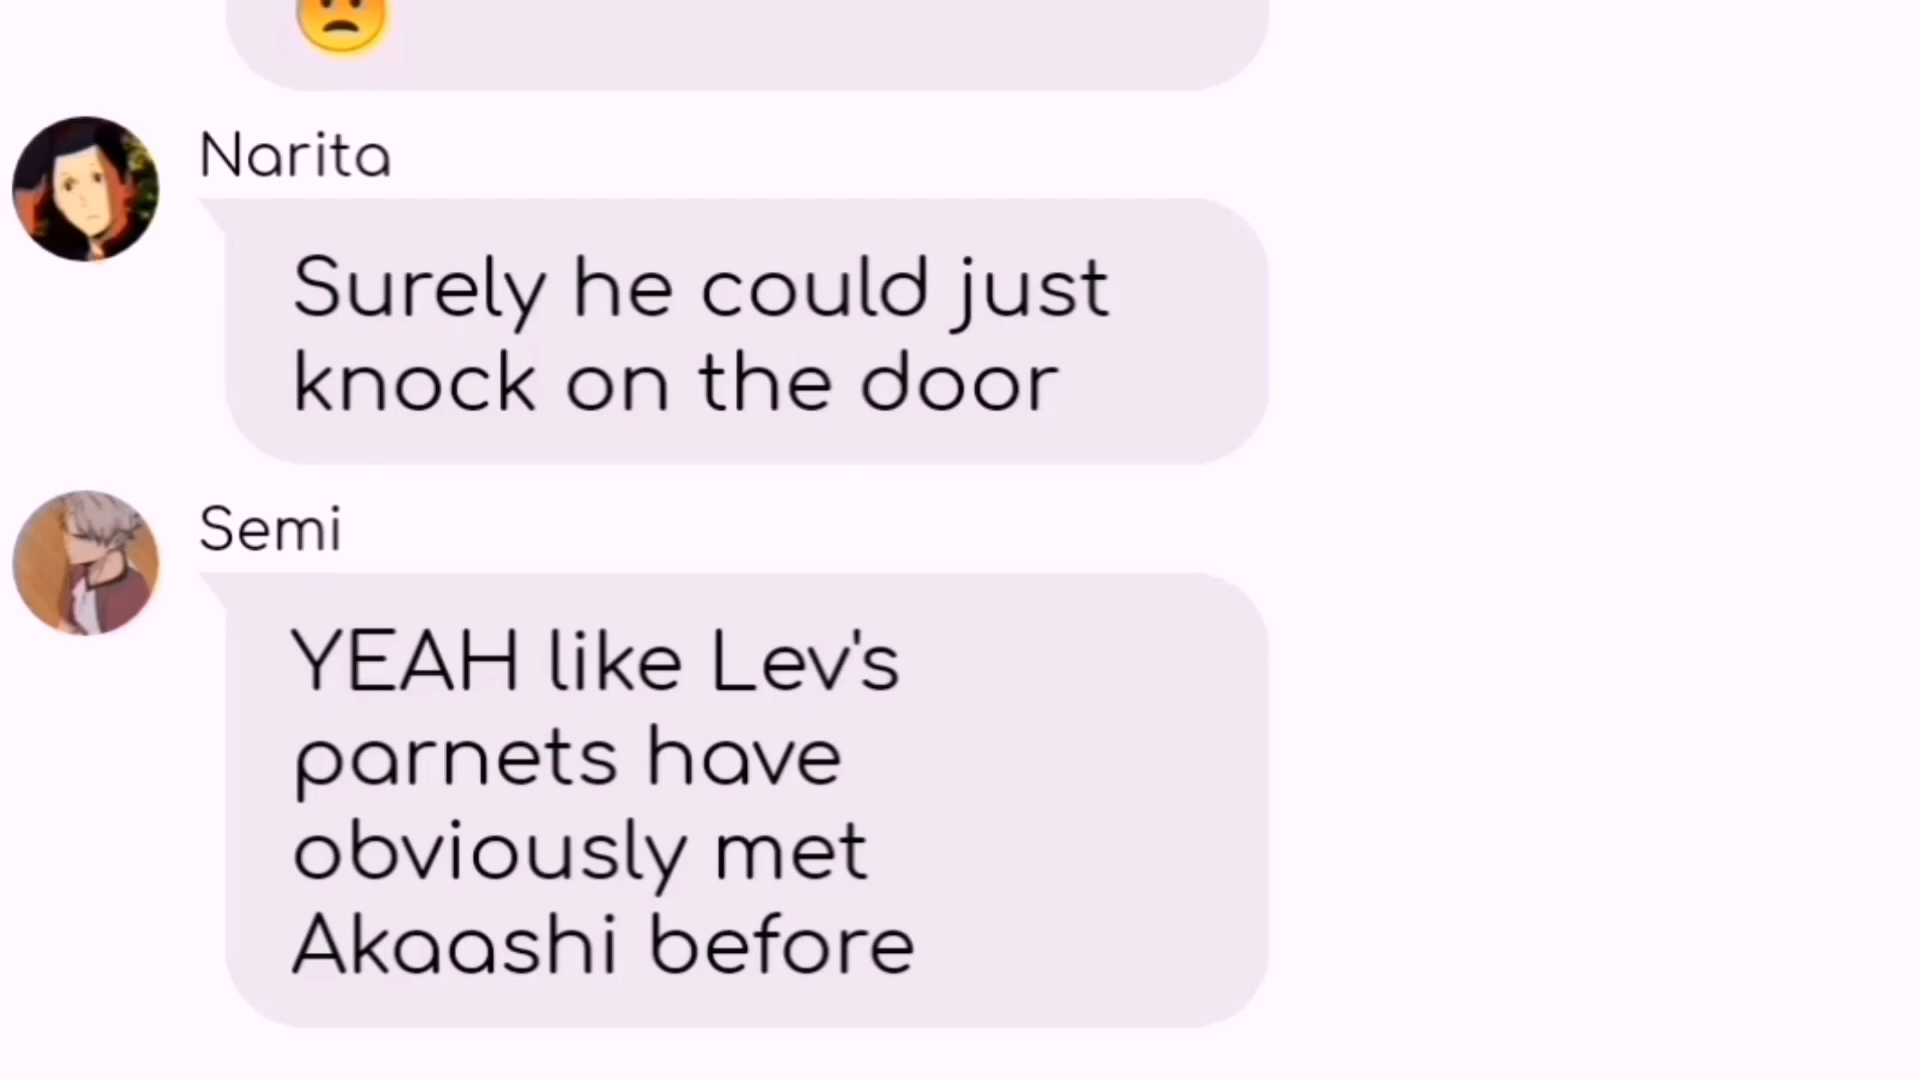 Narita
Surely he could just
knock on the door
Semi
YEAH like Lev's
parnets have
obviously met
Akaashi before